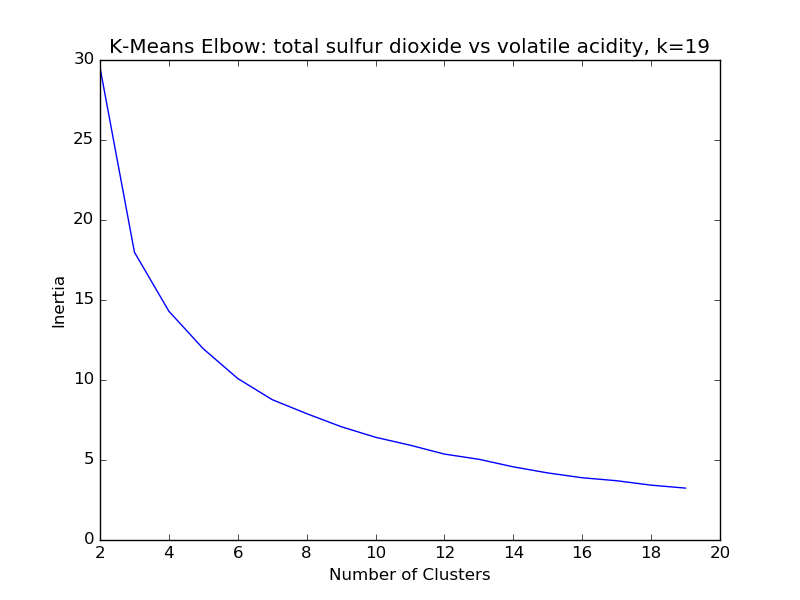 K-Means Elbow: total sulfur dioxide vs volatile acidity, k=19
30
25
20
15
10
5
0
Inertia
2 4 6 8 10 12 14 16 18 20
Number of Clusters